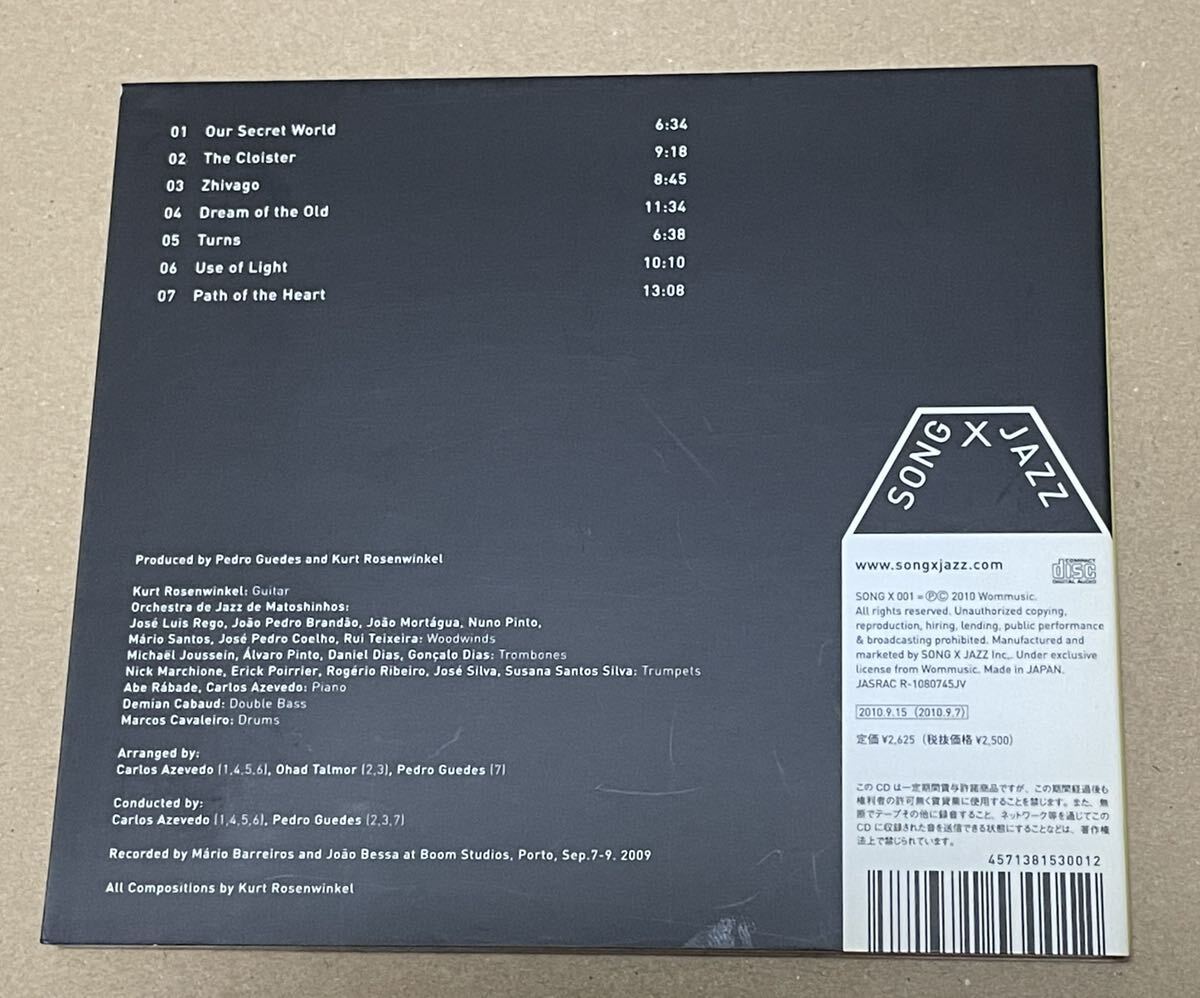 01 Our Secret World 6:34
02 The Cloister 9:18
03 Zhivago 8:45
04 Dream of the Old 11:34
05 Turns 6:38
06 Use of Light 10:10
07 Path of the Heart 13:08
Produced by Pedro Guedes and Kurt Rosenwinkel
Kurt Rosenwinkel: Guitar
Orchestra de Jazz de Matoshinhos:
José Luis Rego, João Pedro Brandão, João Mortágua, Nuno Pinto,
Mário Santos, José Pedro Coelho, Rui Teixeira: Woodwinds
Michaël Joussein, Álvaro Pinto, Daniel Dias, Gonçalo Dias: Trombones
Nick Marchione, Erick Poirrier, Rogério Ribeiro, José Silva, Susana Santos Silva: Trumpets
Abe Rábade, Carlos Azevedo: Piano
Demian Cabaud: Double Bass
Marcos Cavaleiro: Drums
Arranged by:
Carlos Azevedo (1,4,5,6), Ohad Talmor (2,3), Pedro Guedes (7)
Conducted by:
Carlos Azevedo (1,4,5,6), Pedro Guedes (2,3,7)
Recorded by Mário Barreiros and João Bessa at Boom Studios, Porto, Sep.7-9. 2009
All Compositions by Kurt Rosenwinkel
SONG X JAZZ
www.songxjazz.com
COMPACT
disc
DIGITAL AUDIO
SONG X 001 = ℗© 2010 Wommusic.
All rights reserved. Unauthorized copying,
reproduction, hiring, lending, public performance
& broadcasting prohibited. Manufactured and
marketed by SONG X JAZZ Inc,. Under exclusive
license from Wommusic. Made in JAPAN.
JASRAC R-1080745JV
2010.9.15 (2010.9.7)
定価 ¥2,625 (税抜価格 ¥2,500)
この CD は一定期間貸与許諾商品ですが、この期間経過後も
権利者の許可無く賃貸業に使用することを禁じます。また、無
断でテープその他に録音すること、ネットワーク等を通じてこの
CD に収録された音を送信できる状態にすることなどは、著作権
法上で禁じられています。
4571381530012